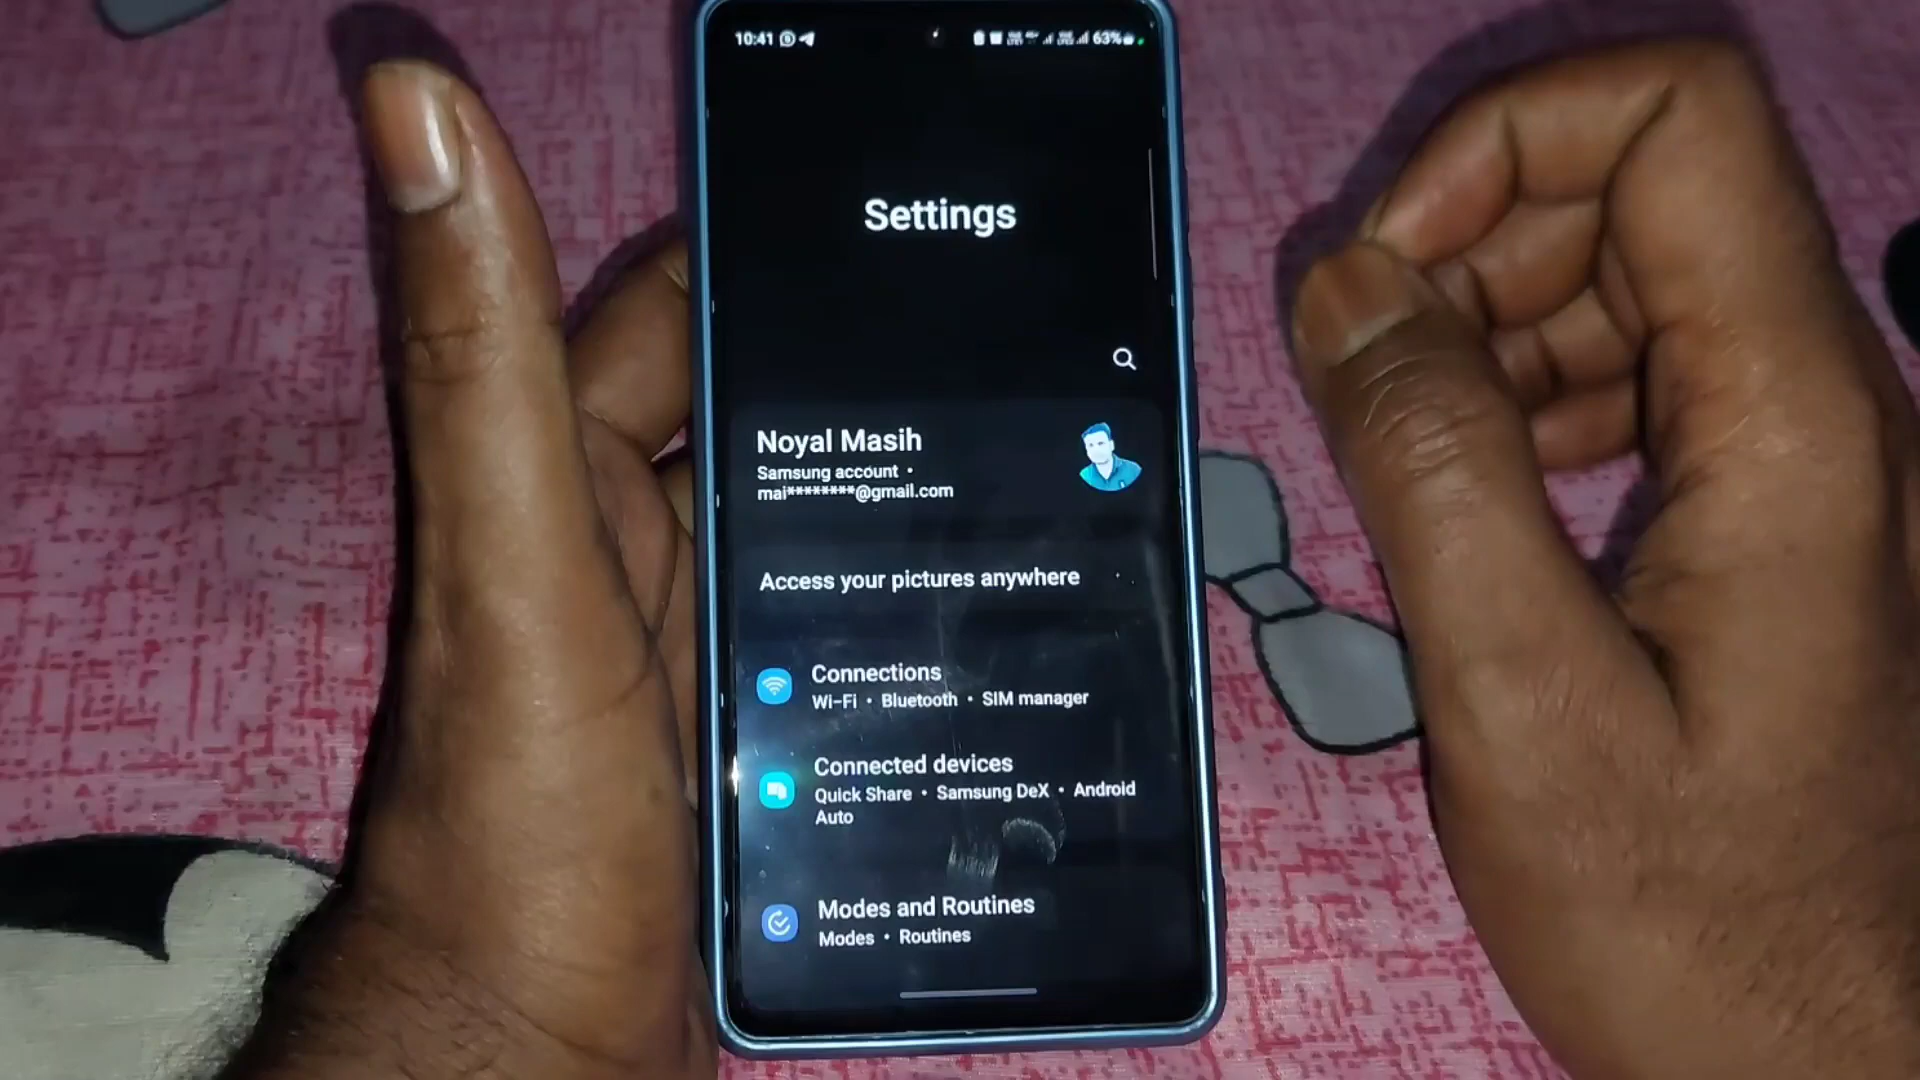 10:41
63%
Settings
Noyal Masih
Samsung account •
mai********@gmail.com
Access your pictures anywhere
Connections
Wi-Fi • Bluetooth • SIM manager
Connected devices
Quick Share • Samsung DeX • Android
Auto
Modes and Routines
Modes • Routines